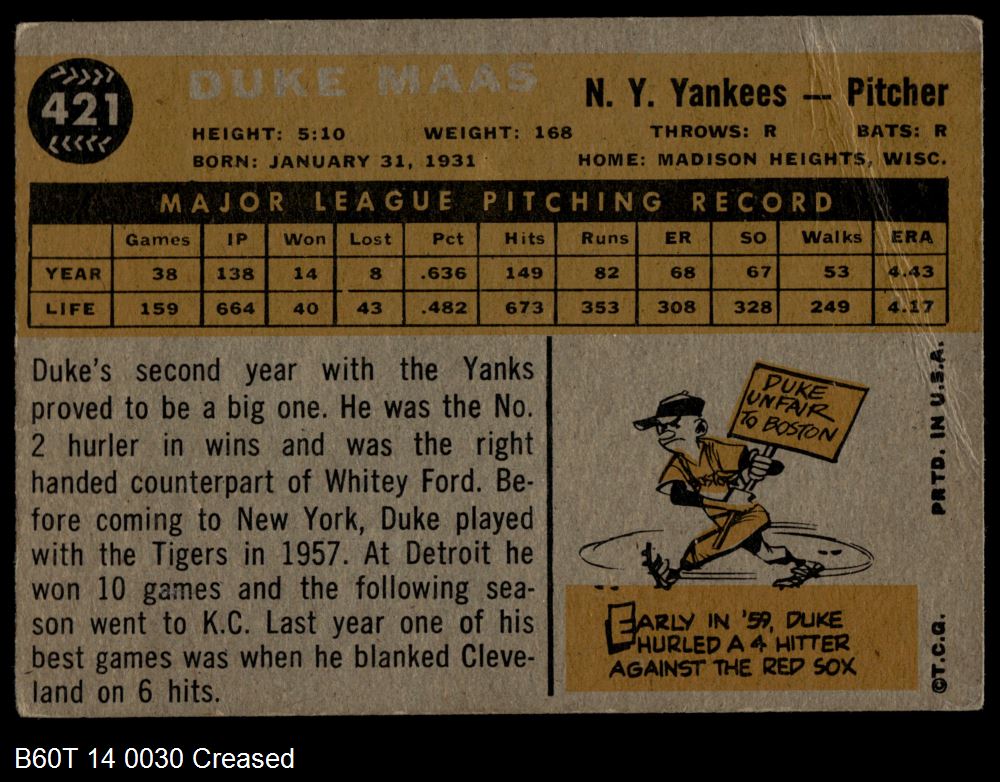 421
DUKE MAAS
N. Y. Yankees — Pitcher
HEIGHT: 5:10 WEIGHT: 168 THROWS: R BATS: R
BORN: JANUARY 31, 1931 HOME: MADISON HEIGHTS, WISC.
MAJOR LEAGUE PITCHING RECORD
Games IP Won Lost Pct Hits Runs ER SO Walks ERA
YEAR 38 138 14 8 .636 149 82 68 67 53 4.43
LIFE 159 664 40 43 .482 673 353 308 328 249 4.17
Duke's second year with the Yanks
proved to be a big one. He was the No.
2 hurler in wins and was the right
handed counterpart of Whitey Ford. Be-
fore coming to New York, Duke played
with the Tigers in 1957. At Detroit he
won 10 games and the following sea-
son went to K.C. Last year one of his
best games was when he blanked Cleve-
land on 6 hits.
DUKE
UNFAIR
TO BOSTON
BOSTON
EARLY IN '59, DUKE
HURLED A 4 HITTER
AGAINST THE RED SOX
©T.C.G. PRTD. IN U.S.A.
B60T 14 0030 Creased